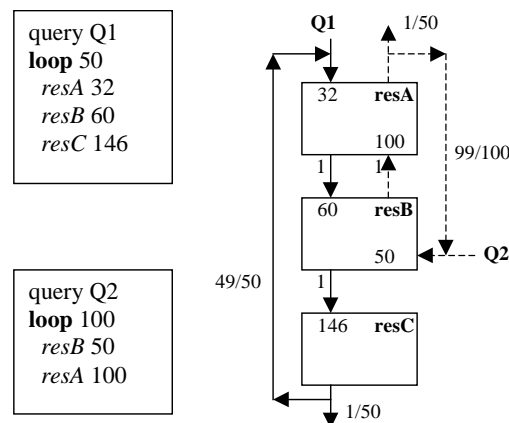 query Q1
loop 50
resA 32
resB 60
resC 146
query Q2
loop 100
resB 50
resA 100
Q1
1/50
32 resA
100
1 1
99/100
60 resB
50
Q2
49/50
1
146 resC
1/50